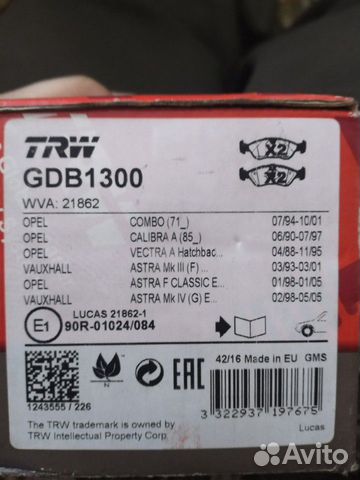 TRW
X2
X2
GDB1300
WVA: 21862
OPEL COMBO (71_) 07/94-10/01
OPEL CALIBRA A (85_) 06/90-07/97
OPEL VECTRA A Hatchbac... 04/88-11/95
VAUXHALL ASTRA Mk III (F) ... 03/93-03/01
OPEL ASTRA F CLASSIC E... 01/98-01/05
VAUXHALL ASTRA Mk IV (G) E... 02/98-05/05
LUCAS 21862-1
E1 90R-01024/084
N EAC 42/16 Made in EU GMS
1243555 / 226
3 322937 197675
The TRW trademark is owned by
TRW Intellectual Property Corp.
Lucas
Avito